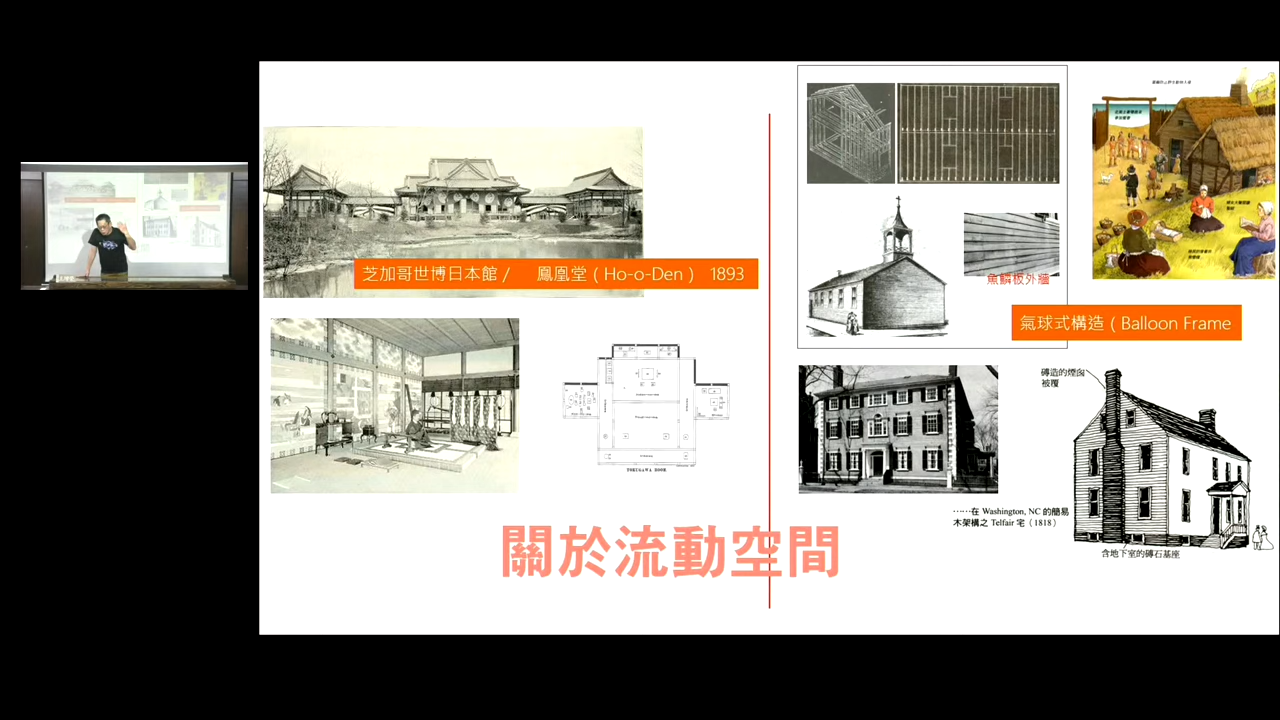 芝加哥世博日本館 / 鳳凰堂 ( Ho-o-Den ) 1893
TOKUGAWA ROOM
魚鱗板外牆
氣球式構造 ( Balloon Frame
磚造的煙囪
被覆
⋯⋯在 Washington, NC 的簡易
木架構之 Telfair 宅（1818）
含地下室的磚石基座
關於流動空間